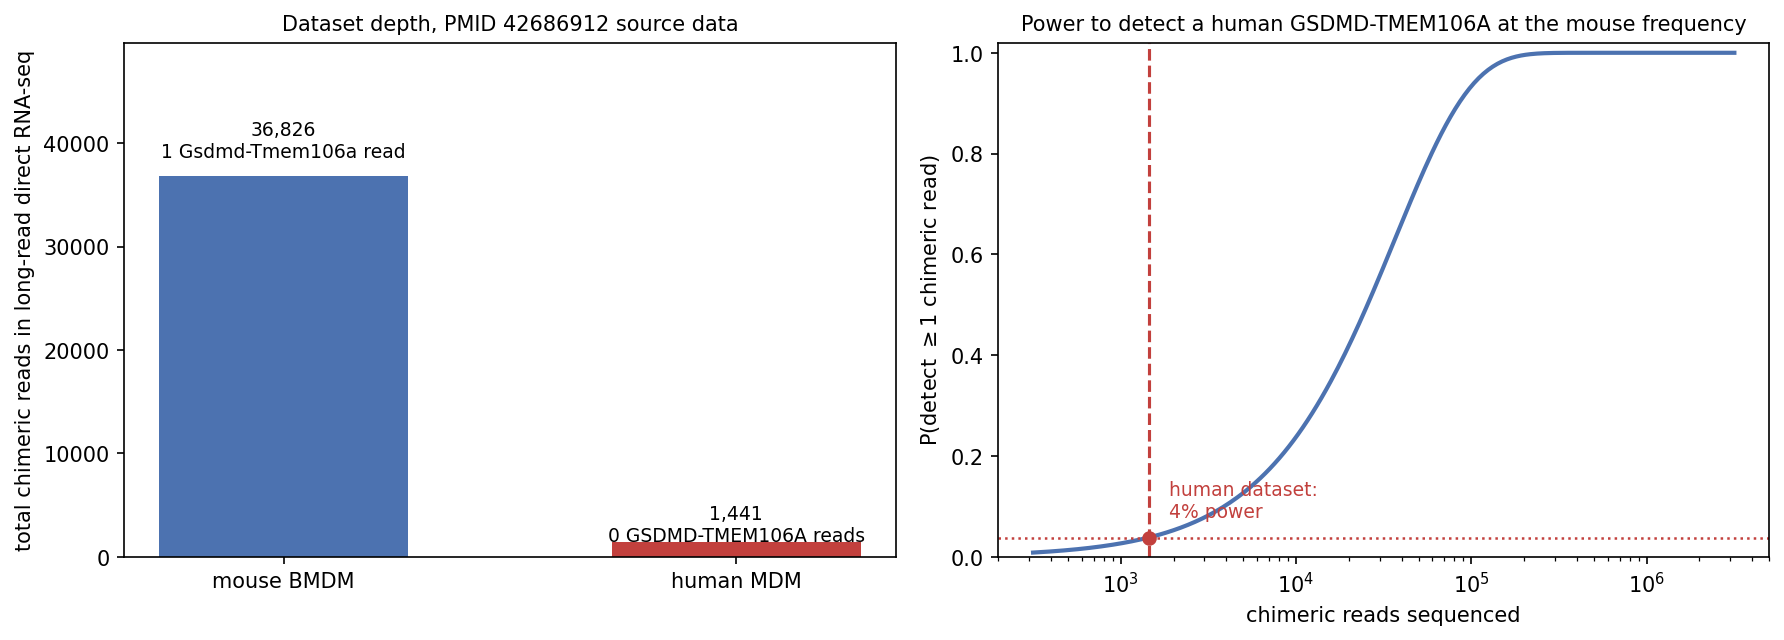 Dataset depth, PMID 42686912 source data
total chimeric reads in long-read direct RNA-seq
40000
30000
20000
10000
0
36,826
1 Gsdmd-Tmem106a read
1,441
0 GSDMD-TMEM106A reads
mouse BMDM
human MDM
Power to detect a human GSDMD-TMEM106A at the mouse frequency
P(detect ≥1 chimeric read)
1.0
0.8
0.6
0.4
0.2
0.0
human dataset:
4% power
10³
10⁴
10⁵
10⁶
chimeric reads sequenced